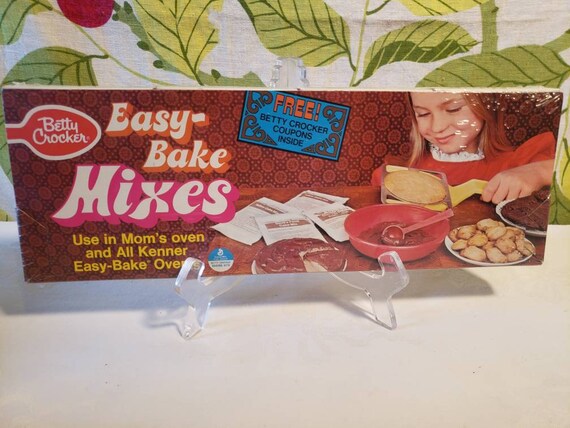 Betty
Crocker
Easy-
Bake
Mixes
Use in Mom's oven
and All Kenner
Easy-Bake Oven
FREE!
BETTY CROCKER
COUPONS
INSIDE